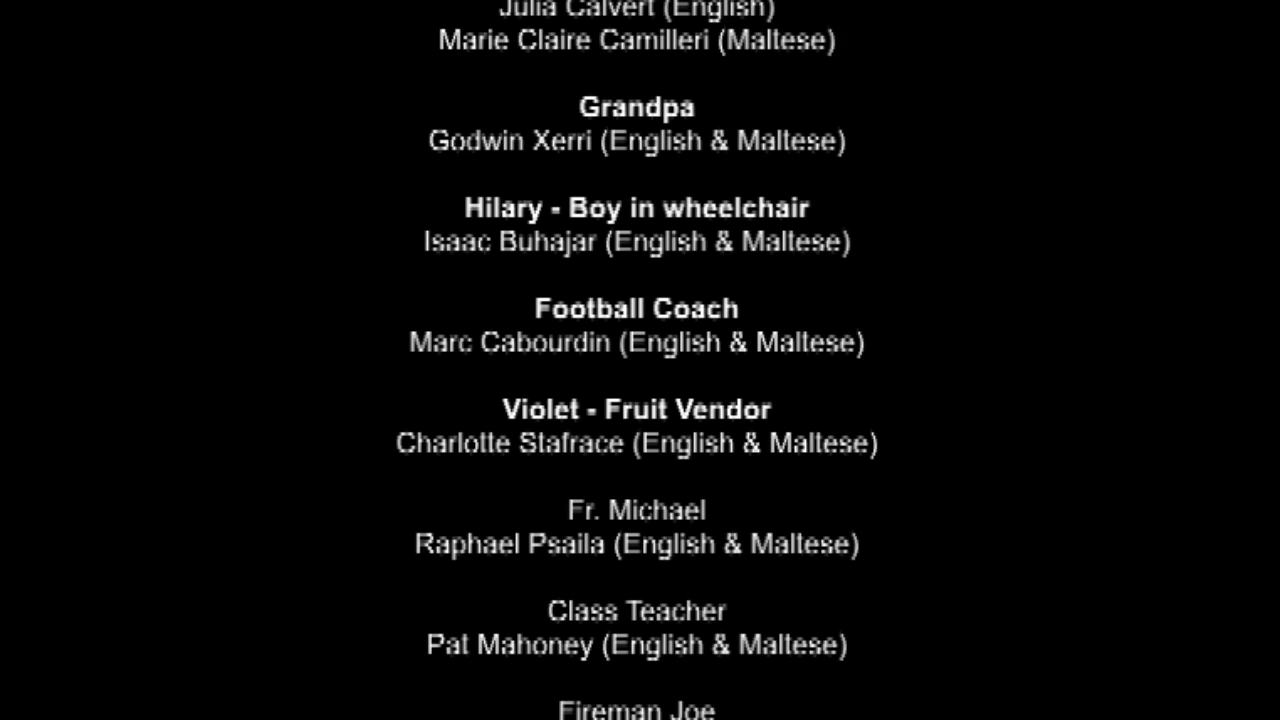 Julia Calvert (English)
Marie Claire Camilleri (Maltese)
Grandpa
Godwin Xerri (English & Maltese)
Hilary - Boy in wheelchair
Isaac Buhajar (English & Maltese)
Football Coach
Marc Cabourdin (English & Maltese)
Violet - Fruit Vendor
Charlotte Stafrace (English & Maltese)
Fr. Michael
Raphael Psaila (English & Maltese)
Class Teacher
Pat Mahoney (English & Maltese)
Fireman Joe